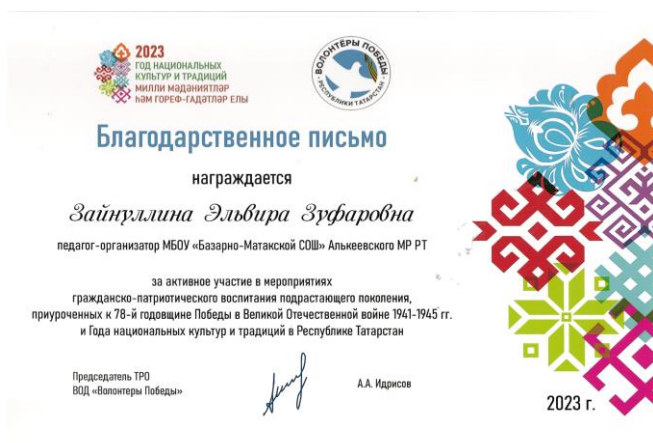 2023
ГОД НАЦИОНАЛЬНЫХ
КУЛЬТУР И ТРАДИЦИЙ
МИЛЛИ МӘДӘНИЯТЛӘР
ҺӘМ ГОРЕФ-ГАДӘТЛӘР ЕЛЫ
ВОЛОНТЁРЫ ПОБЕДЫ
РЕСПУБЛИКИ ТАТАРСТАН
Благодарственное письмо
награждается
Зайнуллина Эльвира Зуфаровна
педагог-организатор МБОУ «Базарно-Матакской СОШ» Алькеевского МР РТ
за активное участие в мероприятиях
гражданско-патриотического воспитания подрастающего поколения,
приуроченных к 78-й годовщине Победы в Великой Отечественной войне 1941-1945 гг.
и Года национальных культур и традиций в Республике Татарстан
Председатель ТРО
ВОД «Волонтеры Победы»
А.А. Идрисов
2023 г.